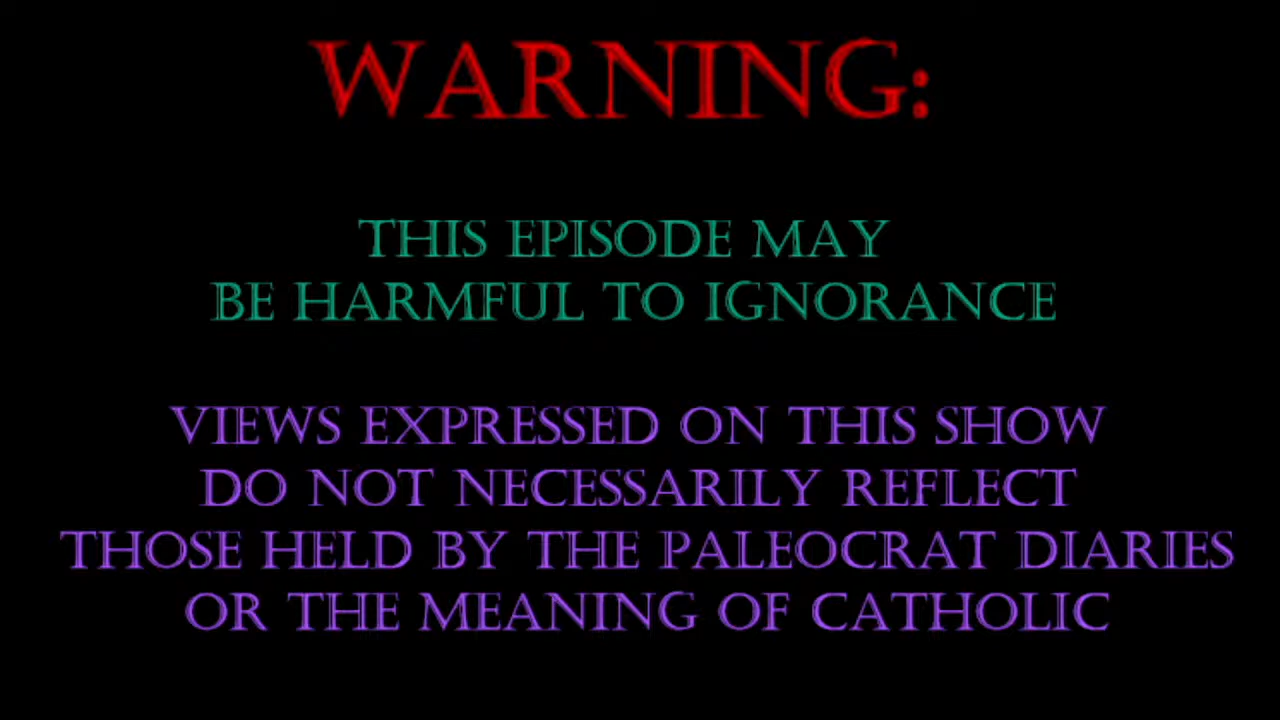 WARNING:
THIS EPISODE MAY
BE HARMFUL TO IGNORANCE
VIEWS EXPRESSED ON THIS SHOW
DO NOT NECESSARILY REFLECT
THOSE HELD BY THE PALEOCRAT DIARIES
OR THE MEANING OF CATHOLIC